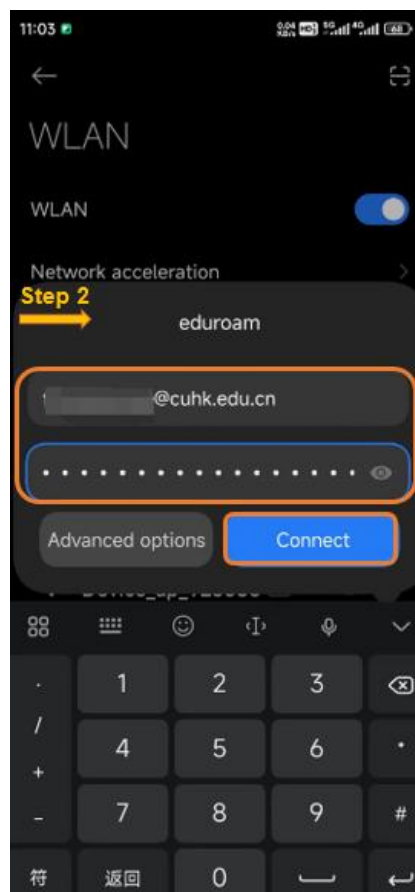 11:03
WLAN
WLAN
Network acceleration
Step 2
eduroam
@cuhk.edu.cn
Advanced options
Connect
. 1 2 3
/ 4 5 6 .
+
- 7 8 9 #
符 返回 0